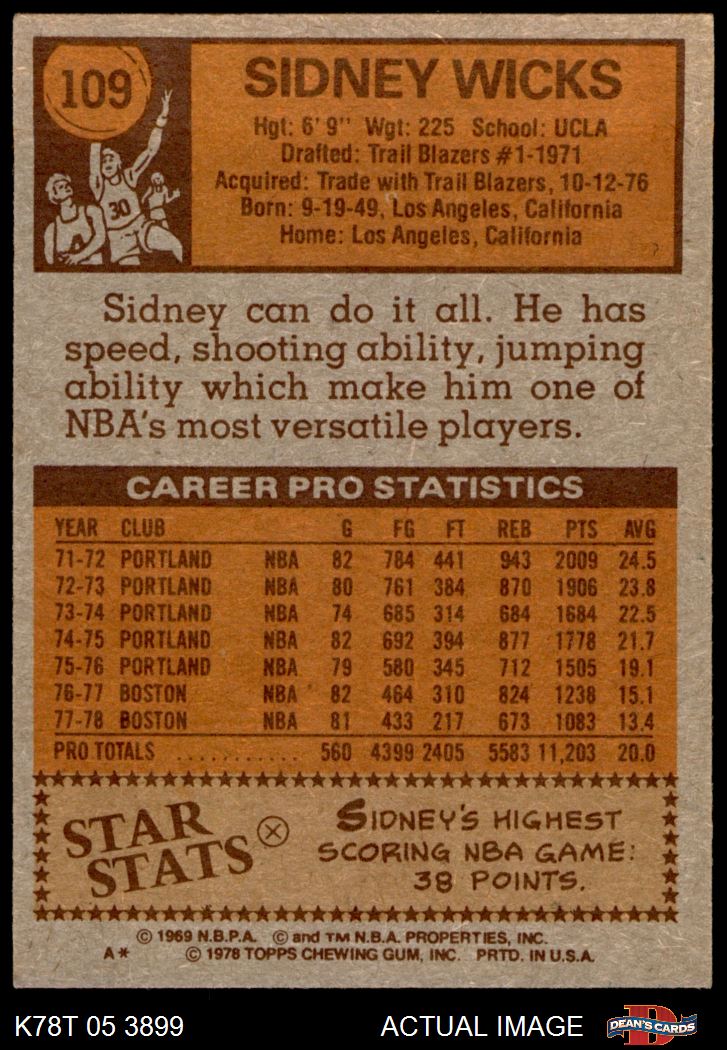 109
30
SIDNEY WICKS
Hgt: 6'9" Wgt: 225 School: UCLA
Drafted: Trail Blazers #1-1971
Acquired: Trade with Trail Blazers, 10-12-76
Born: 9-19-49, Los Angeles, California
Home: Los Angeles, California
Sidney can do it all. He has
speed, shooting ability, jumping
ability which make him one of
NBA's most versatile players.
CAREER PRO STATISTICS
YEAR CLUB G FG FT REB PTS AVG
71-72 PORTLAND NBA 82 784 441 943 2009 24.5
72-73 PORTLAND NBA 80 761 384 870 1906 23.8
73-74 PORTLAND NBA 74 685 314 684 1684 22.5
74-75 PORTLAND NBA 82 692 394 877 1778 21.7
75-76 PORTLAND NBA 79 580 345 712 1505 19.1
76-77 BOSTON NBA 82 464 310 824 1238 15.1
77-78 BOSTON NBA 81 433 217 673 1083 13.4
PRO TOTALS ........... 560 4399 2405 5583 11,203 20.0
STAR
STATS
SIDNEY'S HIGHEST
SCORING NBA GAME:
38 POINTS.
© 1969 N.B.P.A. © and TM N.B.A. PROPERTIES, INC.
A* © 1978 TOPPS CHEWING GUM, INC. PRTD. IN U.S.A.
K78T 05 3899 ACTUAL IMAGE
D
DEAN'S CARDS